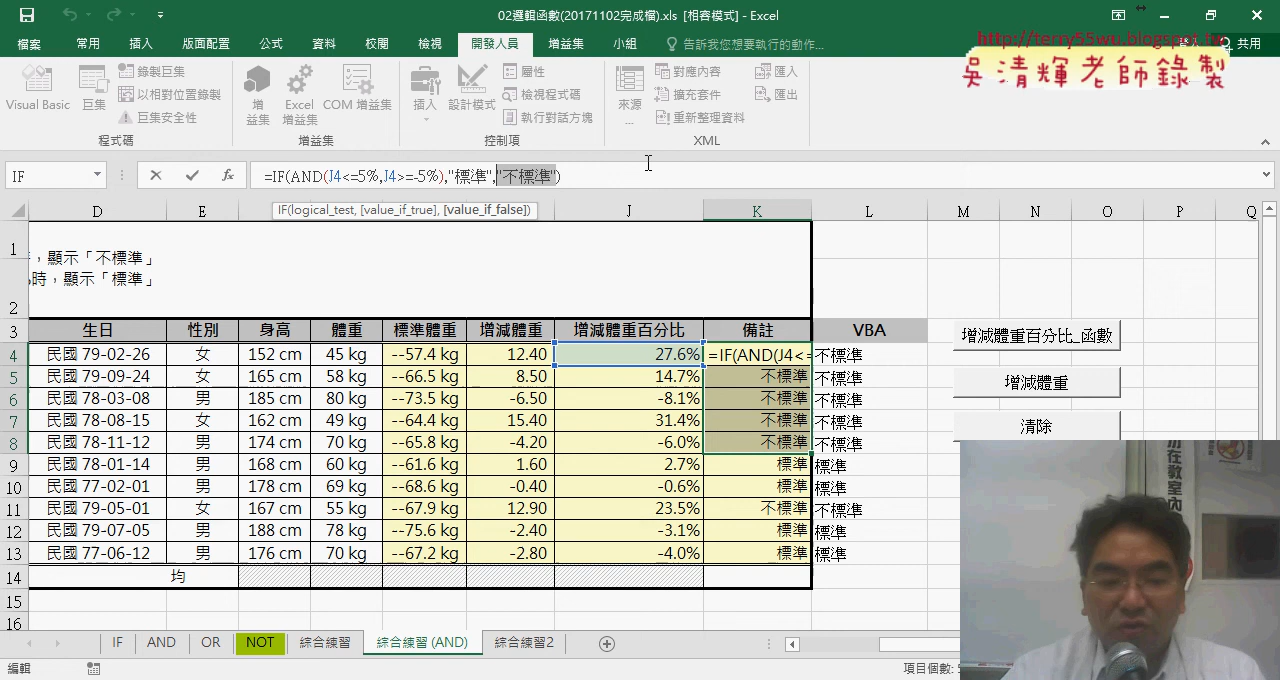 02邏輯函數(20171102完成檔).xls [相容模式] - Excel
檔案 常用 插入 版面配置 公式 資料 校閱 檢視 開發人員 增益集 小組 告訴我您想要執行的動作... 登入 共用
http://terry55wu.blogspot.tw
吳清輝老師錄製
Visual Basic 巨集 錄製巨集 以相對位置錄製 巨集安全性 程式碼
增益集 Excel 增益集 COM 增益集 增益集
插入 設計模式 屬性 檢視程式碼 執行對話方塊 控制項
來源... 對應內容 擴充套件 重新整理資料 匯入 匯出 XML
IF =IF(AND(J4<=5%,J4>=-5%),"標準","不標準")
IF(logical_test, [value_if_true], [value_if_false])
D E J K L M N O P Q
1 ，顯示「不標準」
時，顯示「標準」
2
3 生日 性別 身高 體重 標準體重 增減體重 增減體重百分比 備註 VBA
4 民國 79-02-26 女 152 cm 45 kg --57.4 kg 12.40 27.6% =IF(AND(J4<= 不標準
5 民國 79-09-24 女 165 cm 58 kg --66.5 kg 8.50 14.7% 不標準 不標準
6 民國 78-03-08 男 185 cm 80 kg --73.5 kg -6.50 -8.1% 不標準 不標準
7 民國 78-08-15 女 162 cm 49 kg --64.4 kg 15.40 31.4% 不標準 不標準
8 民國 78-11-12 男 174 cm 70 kg --65.8 kg -4.20 -6.0% 不標準 不標準
9 民國 78-01-14 男 168 cm 60 kg --61.6 kg 1.60 2.7% 標準 標準
10 民國 77-02-01 男 178 cm 69 kg --68.6 kg -0.40 -0.6% 標準 標準
11 民國 79-05-01 女 167 cm 55 kg --67.9 kg 12.90 23.5% 不標準 不標準
12 民國 79-07-05 男 188 cm 78 kg --75.6 kg -2.40 -3.1% 標準 標準
13 民國 77-06-12 男 176 cm 70 kg --67.2 kg -2.80 -4.0% 標準 標準
14 均
15
16
增減體重百分比_函數
增減體重
清除
IF AND OR NOT 綜合練習 綜合練習 (AND) 綜合練習2
編輯 項目個數: